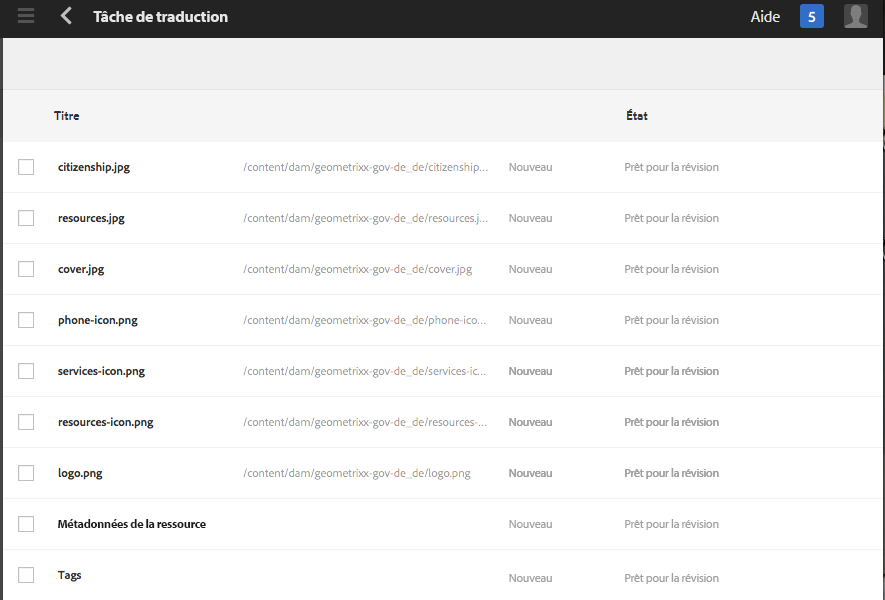 Tâche de traduction Aide 5
Titre État
citizenship.jpg /content/dam/geometrixx-gov-de_de/citizenship... Nouveau Prêt pour la révision
resources.jpg /content/dam/geometrixx-gov-de_de/resources.j... Nouveau Prêt pour la révision
cover.jpg /content/dam/geometrixx-gov-de_de/cover.jpg Nouveau Prêt pour la révision
phone-icon.png /content/dam/geometrixx-gov-de_de/phone-ico... Nouveau Prêt pour la révision
services-icon.png /content/dam/geometrixx-gov-de_de/services-ic... Nouveau Prêt pour la révision
resources-icon.png /content/dam/geometrixx-gov-de_de/resources-... Nouveau Prêt pour la révision
logo.png /content/dam/geometrixx-gov-de_de/logo.png Nouveau Prêt pour la révision
Métadonnées de la ressource Nouveau Prêt pour la révision
Tags Nouveau Prêt pour la révision